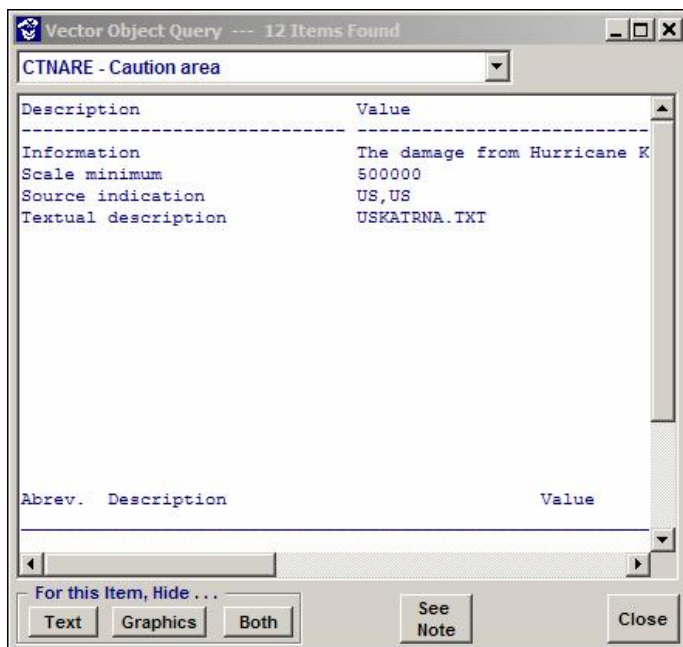 Vector Object Query --- 12 Items Found
CTNARE - Caution area
Description Value
------------------------------ ---------------------------
Information The damage from Hurricane K
Scale minimum 500000
Source indication US,US
Textual description USKATRNA.TXT
Abrev. Description Value
For this Item, Hide ...
Text Graphics Both
See
Note
Close